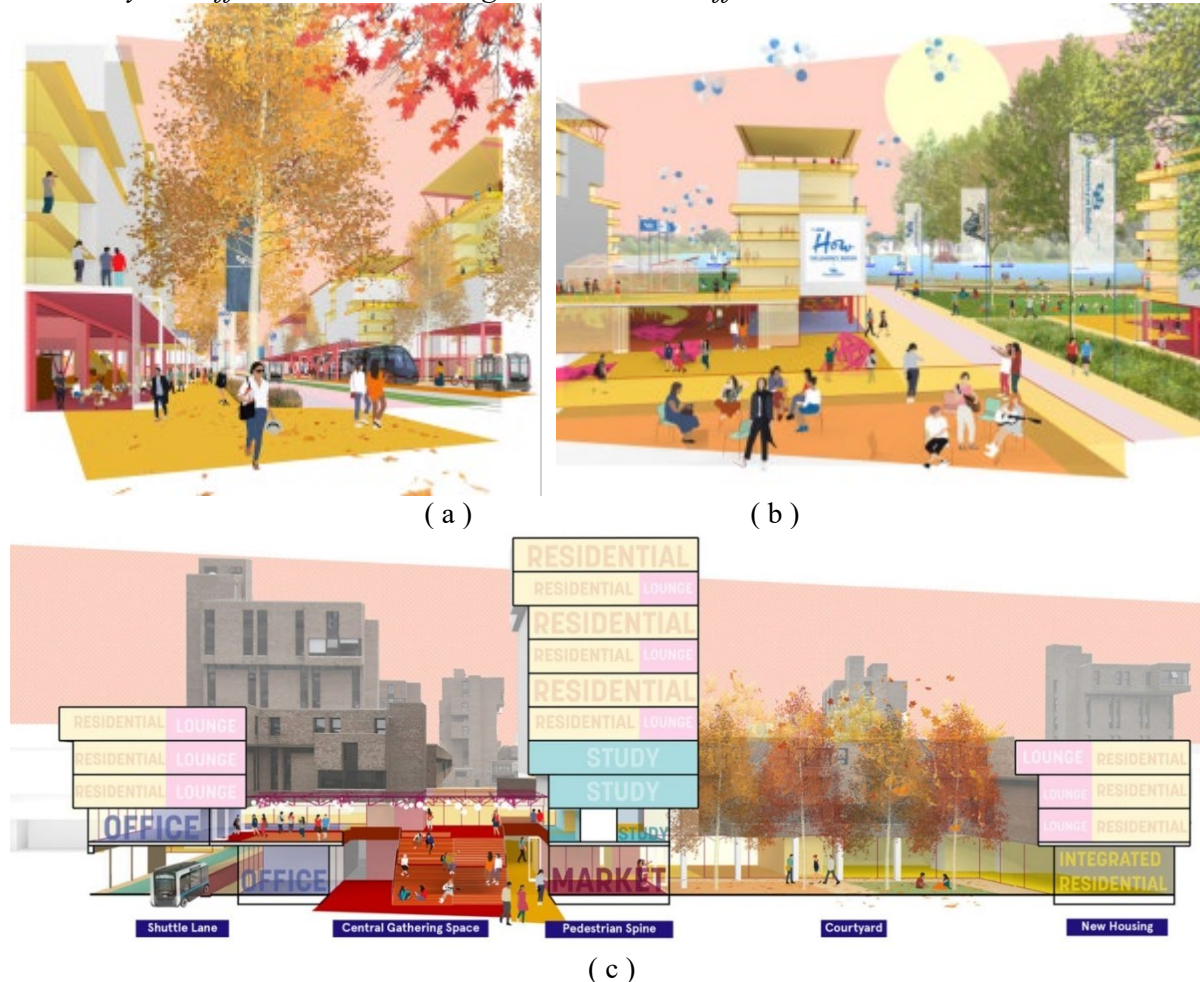 ( a )
( b )
How
RESIDENTIAL
RESIDENTIAL LOUNGE
RESIDENTIAL
RESIDENTIAL LOUNGE
RESIDENTIAL
RESIDENTIAL LOUNGE
STUDY
STUDY
RESIDENTIAL LOUNGE
RESIDENTIAL LOUNGE
RESIDENTIAL LOUNGE
LOUNGE RESIDENTIAL
LOUNGE RESIDENTIAL
LOUNGE RESIDENTIAL
OFFICE
STUDY
OFFICE
MARKET
INTEGRATED
RESIDENTIAL
Shuttle Lane
Central Gathering Space
Pedestrian Spine
Courtyard
New Housing
( c )